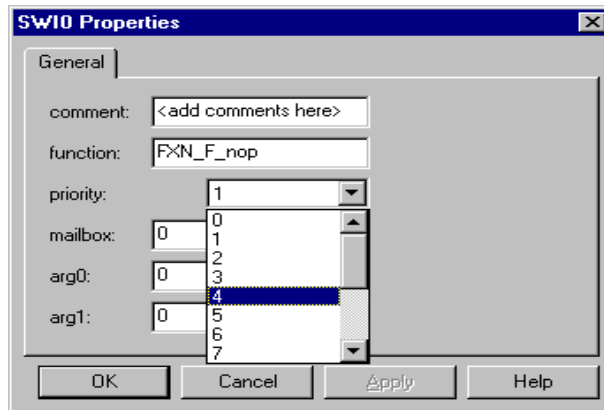 SWI0 Properties
General
comment: <add comments here>
function: FXN_F_nop
priority: 1
0
mailbox: 0
1
2
arg0: 0
3
4
arg1: 0
5
6
7
OK Cancel Apply Help